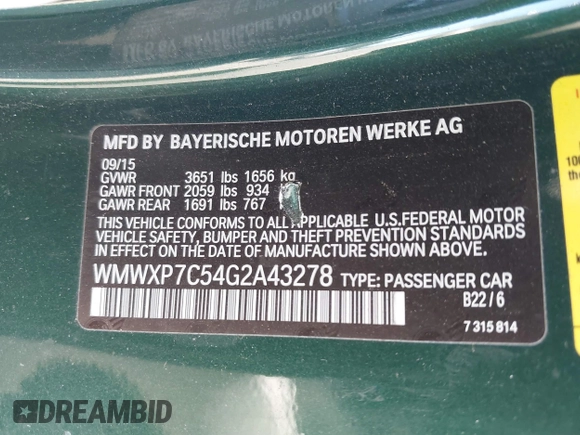 MFD BY BAYERISCHE MOTOREN WERKE AG
09/15
GVWR 3651 lbs 1656 kg
GAWR FRONT 2059 lbs 934
GAWR REAR 1691 lbs 767
THIS VEHICLE CONFORMS TO ALL APPLICABLE U.S.FEDERAL MOTOR
VEHICLE SAFETY, BUMPER AND THEFT PREVENTION STANDARDS
IN EFFECT ON THE DATE OF MANUFACTURE SHOWN ABOVE.
WMWXP7C54G2A43278 TYPE: PASSENGER CAR
B22/6
7 315 814
DREAMBID